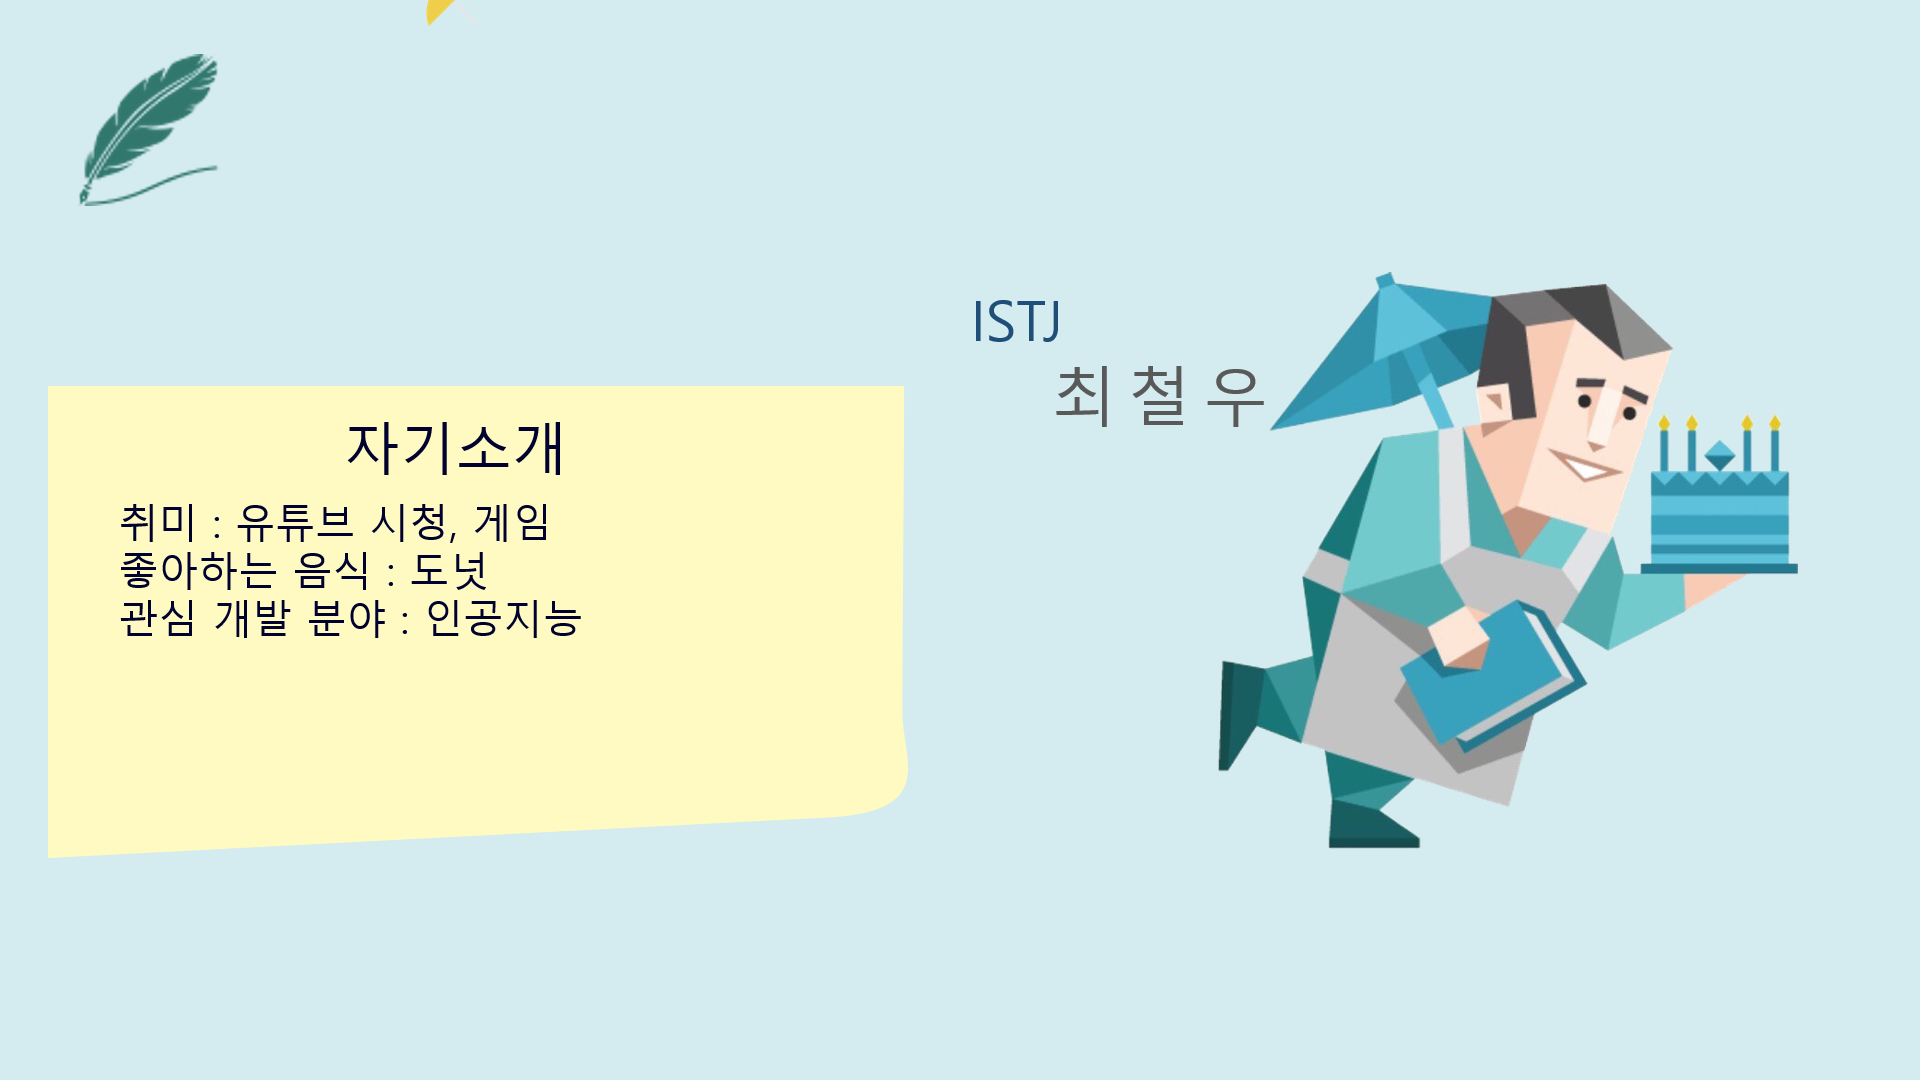 ISTJ
최 철 우
자기소개
취미 : 유튜브 시청, 게임
좋아하는 음식 : 도넛
관심 개발 분야 : 인공지능